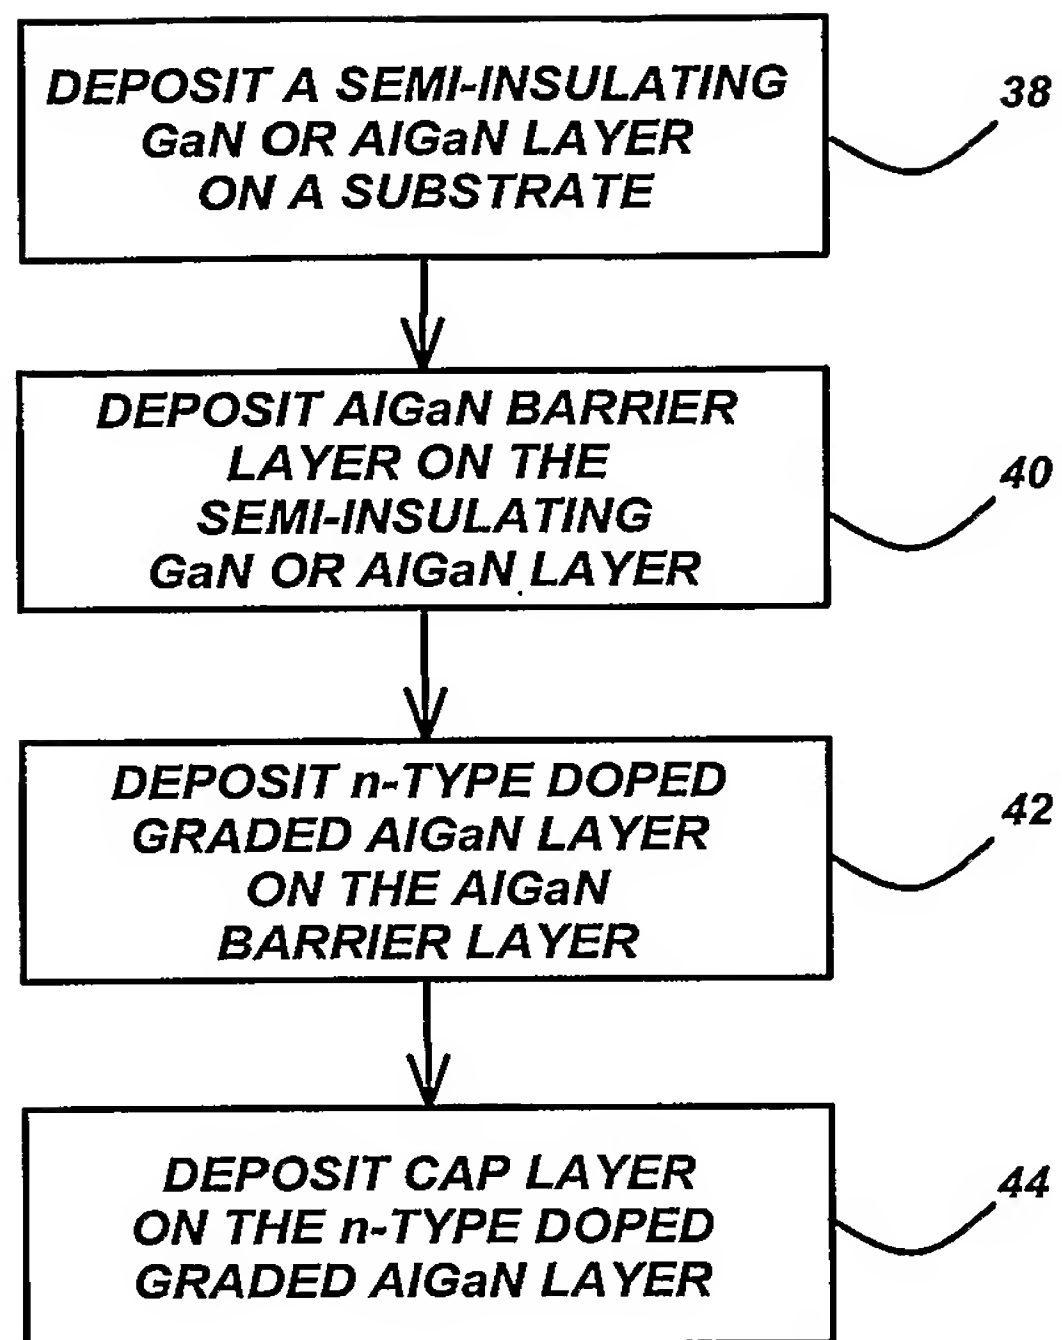 DEPOSIT A SEMI-INSULATING
GaN OR AlGaN LAYER
ON A SUBSTRATE
38
DEPOSIT AlGaN BARRIER
LAYER ON THE
SEMI-INSULATING
GaN OR AlGaN LAYER
40
DEPOSIT n-TYPE DOPED
GRADED AlGaN LAYER
ON THE AlGaN
BARRIER LAYER
42
DEPOSIT CAP LAYER
ON THE n-TYPE DOPED
GRADED AlGaN LAYER
44